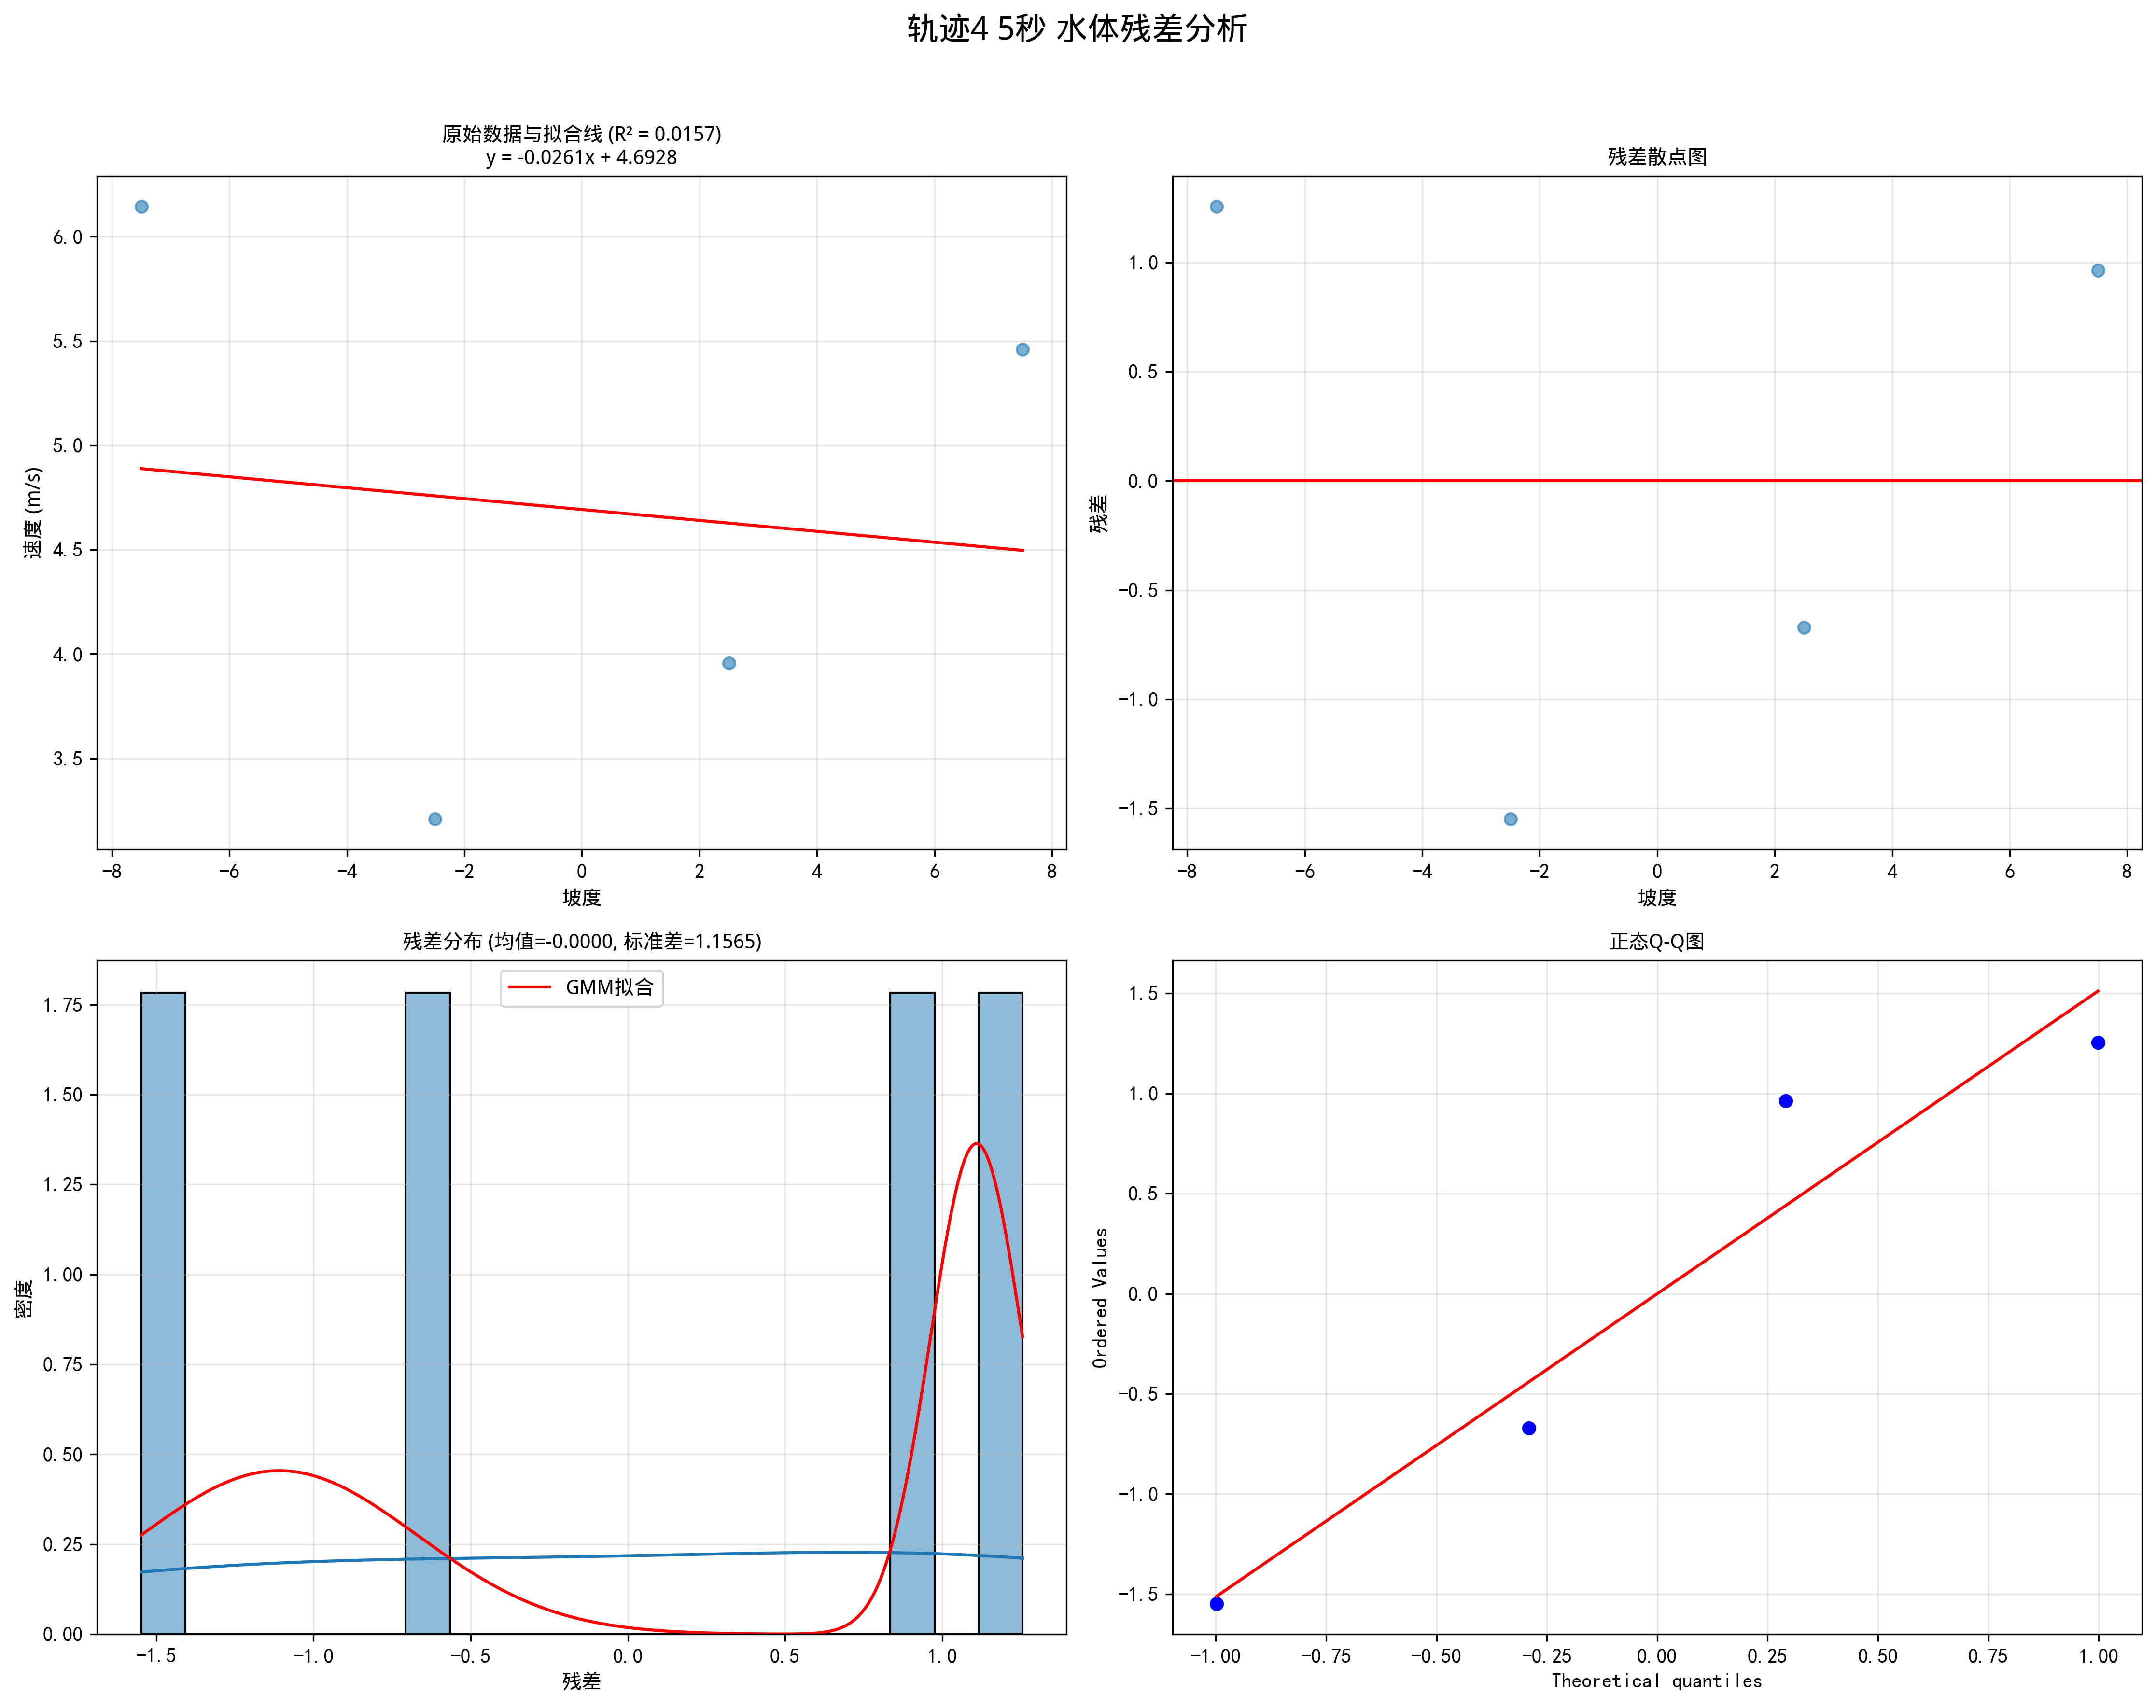 轨迹4 5秒 水体残差分析
原始数据与拟合线 (R² = 0.0157)
y = -0.0261x + 4.6928
6.0
5.5
5.0
4.5
4.0
3.5
速度 (m/s)
−8 −6 −4 −2 0 2 4 6 8
坡度
残差散点图
1.0
0.5
0.0
−0.5
−1.0
−1.5
残差
−8 −6 −4 −2 0 2 4 6 8
坡度
残差分布 (均值=-0.0000, 标准差=1.1565)
GMM拟合
1.75
1.50
1.25
1.00
0.75
0.50
0.25
0.00
密度
−1.5 −1.0 −0.5 0.0 0.5 1.0
残差
正态Q-Q图
1.5
1.0
0.5
0.0
−0.5
−1.0
−1.5
Ordered Values
−1.00 −0.75 −0.50 −0.25 0.00 0.25 0.50 0.75 1.00
Theoretical quantiles